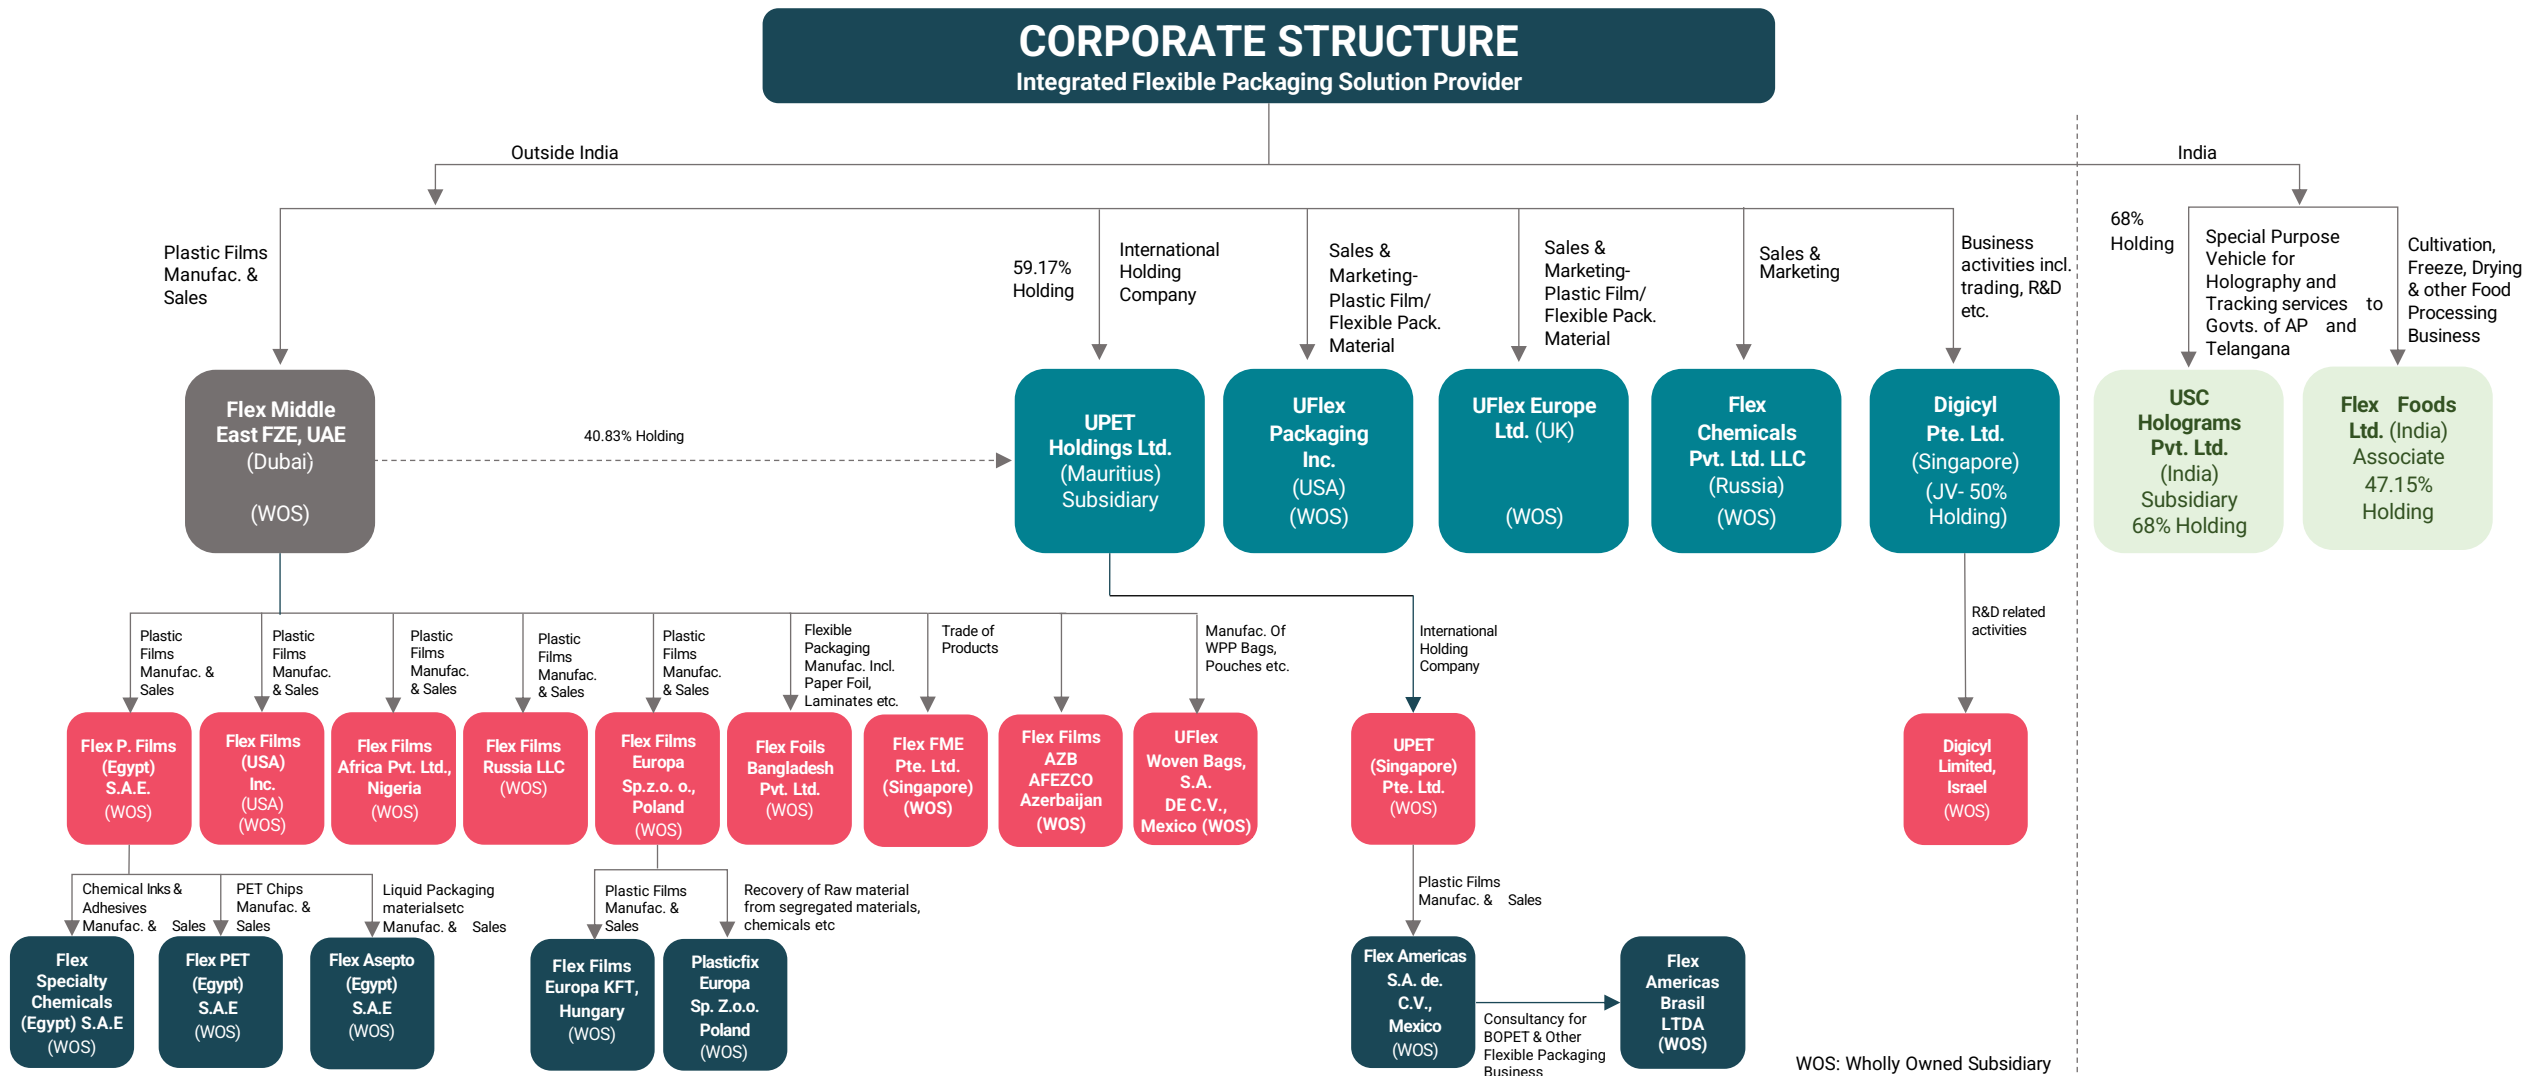 CORPORATE STRUCTURE
Integrated Flexible Packaging Solution Provider
Outside India
India
Plastic Films
Manufac. &
Sales
59.17%
Holding
International
Holding
Company
Sales &
Marketing-
Plastic Film/
Flexible Pack.
Material
Sales &
Marketing-
Plastic Film/
Flexible Pack.
Material
Sales &
Marketing
Business
activities incl.
trading, R&D
etc.
68%
Holding
Special Purpose
Vehicle for
Holography and
Tracking services to
Govts. of AP and
Telangana
Cultivation,
Freeze, Drying
& other Food
Processing
Business
Flex Middle
East FZE, UAE
(Dubai)
(WOS)
40.83% Holding
UPET
Holdings Ltd.
(Mauritius)
Subsidiary
UFlex
Packaging
Inc.
(USA)
(WOS)
UFlex Europe
Ltd. (UK)
(WOS)
Flex
Chemicals
Pvt. Ltd. LLC
(Russia)
(WOS)
Digicyl
Pte. Ltd.
(Singapore)
(JV- 50%
Holding)
USC
Holograms
Pvt. Ltd.
(India)
Subsidiary
68% Holding
Flex Foods
Ltd. (India)
Associate
47.15%
Holding
Plastic
Films
Manufac. &
Sales
Plastic
Films
Manufac.
& Sales
Plastic
Films
Manufac.
& Sales
Plastic
Films
Manufac.
& Sales
Plastic
Films
Manufac.
& Sales
Flexible
Packaging
Manufac. Incl.
Paper Foil,
Laminates etc.
Trade of
Products
Manufac. Of
WPP Bags,
Pouches etc.
International
Holding
Company
R&D related
activities
Flex P. Films
(Egypt)
S.A.E.
(WOS)
Flex Films
(USA)
Inc.
(USA)
(WOS)
Flex Films
Africa Pvt. Ltd.,
Nigeria
(WOS)
Flex Films
Russia LLC
(WOS)
Flex Films
Europa
Sp.z.o. o.,
Poland
(WOS)
Flex Foils
Bangladesh
Pvt. Ltd.
(WOS)
Flex FME
Pte. Ltd.
(Singapore)
(WOS)
Flex Films
AZB
AFEZCO
Azerbaijan
(WOS)
UFlex
Woven Bags,
S.A.
DE C.V.,
Mexico (WOS)
UPET
(Singapore)
Pte. Ltd.
(WOS)
Digicyl
Limited,
Israel
(WOS)
Chemical Inks &
Adhesives
Manufac. & Sales
PET Chips
Manufac. &
Sales
Liquid Packaging
materialsetc
Manufac. & Sales
Plastic Films
Manufac. &
Sales
Recovery of Raw material
from segregated materials,
chemicals etc
Plastic Films
Manufac. & Sales
Flex
Specialty
Chemicals
(Egypt) S.A.E
(WOS)
Flex PET
(Egypt)
S.A.E
(WOS)
Flex Asepto
(Egypt)
S.A.E
(WOS)
Flex Films
Europa KFT,
Hungary
(WOS)
Plasticfix
Europa
Sp. Z.o.o.
Poland
(WOS)
Flex Americas
S.A. de.
C.V.,
Mexico
(WOS)
Consultancy for
BOPET & Other
Flexible Packaging
Business
Flex
Americas
Brasil
LTDA
(WOS)
WOS: Wholly Owned Subsidiary